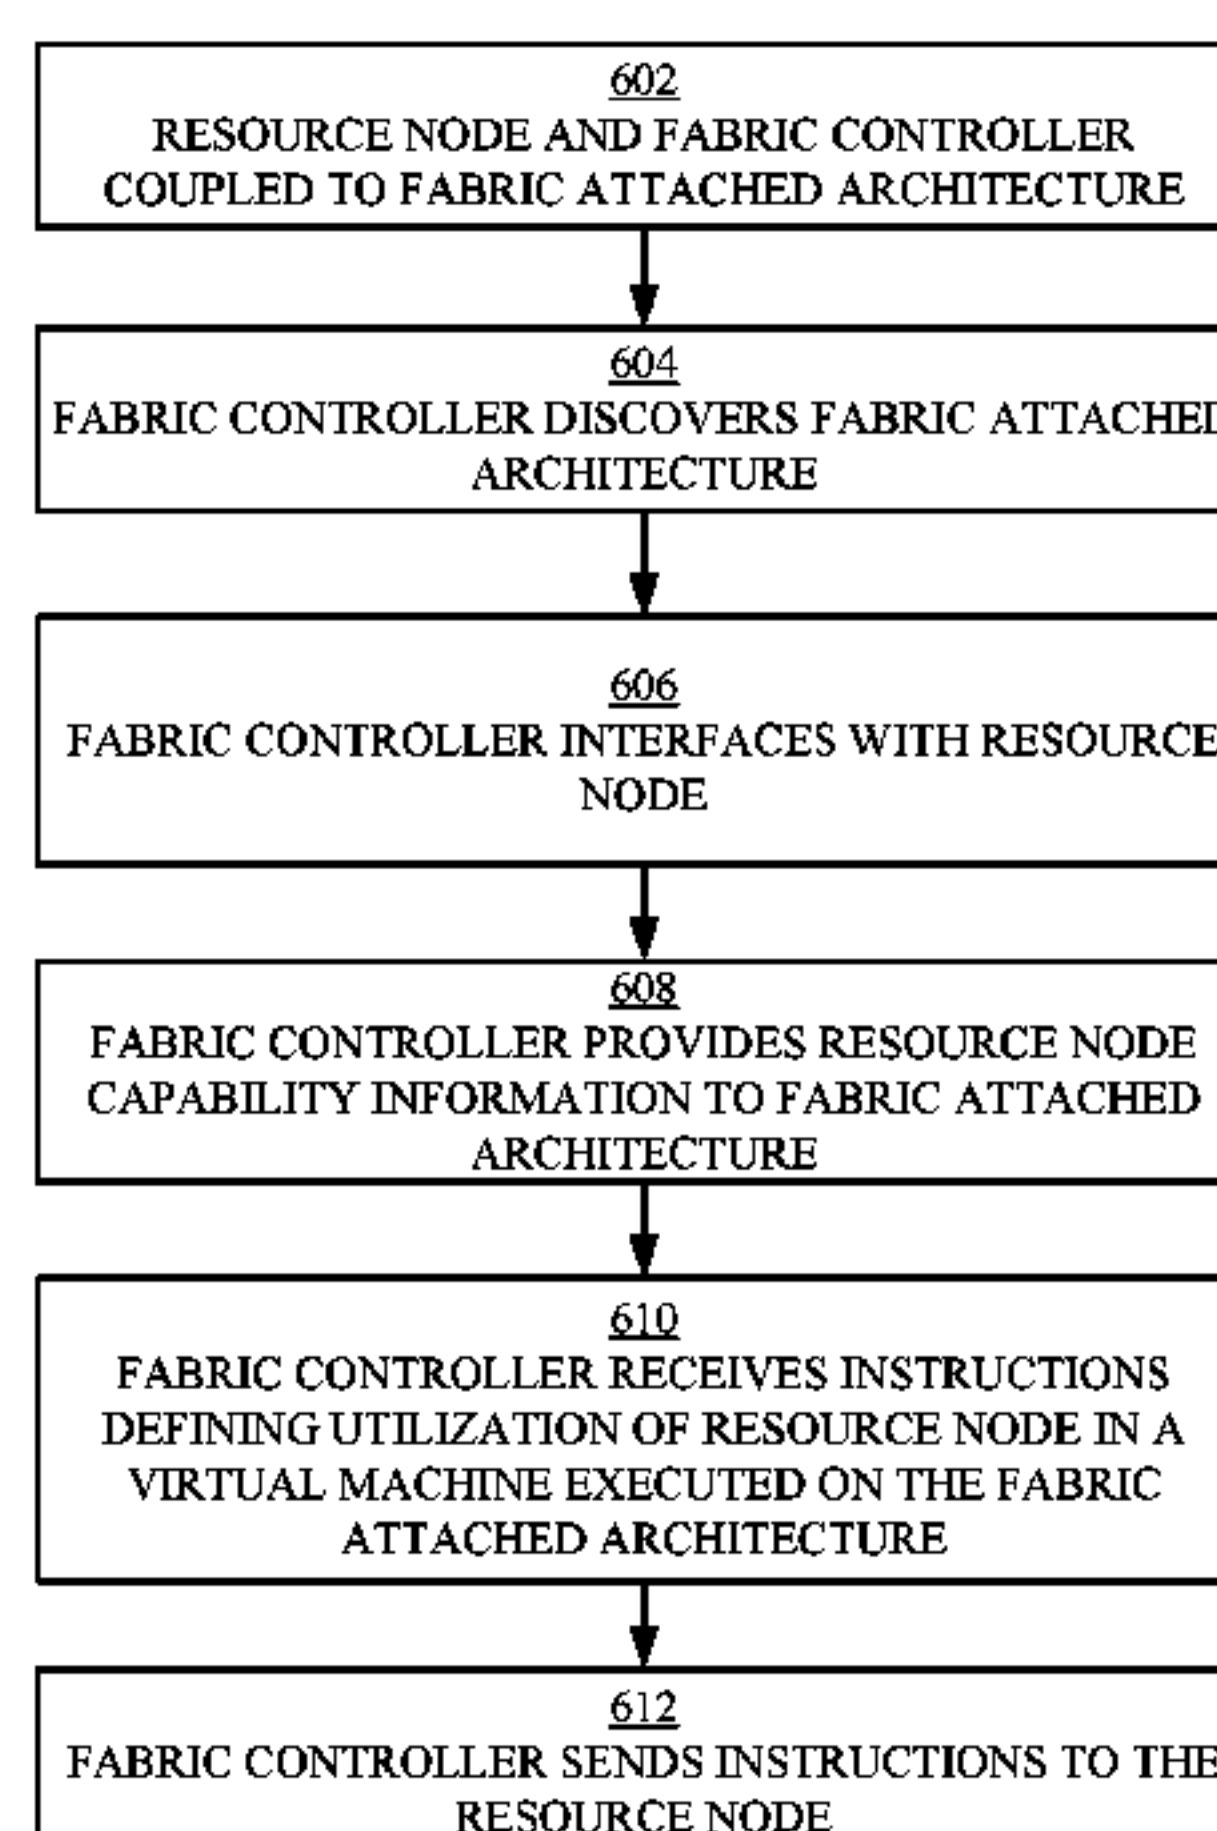 602
RESOURCE NODE AND FABRIC CONTROLLER
COUPLED TO FABRIC ATTACHED ARCHITECTURE
604
FABRIC CONTROLLER DISCOVERS FABRIC ATTACHED
ARCHITECTURE
606
FABRIC CONTROLLER INTERFACES WITH RESOURCE
NODE
608
FABRIC CONTROLLER PROVIDES RESOURCE NODE
CAPABILITY INFORMATION TO FABRIC ATTACHED
ARCHITECTURE
610
FABRIC CONTROLLER RECEIVES INSTRUCTIONS
DEFINING UTILIZATION OF RESOURCE NODE IN A
VIRTUAL MACHINE EXECUTED ON THE FABRIC
ATTACHED ARCHITECTURE
612
FABRIC CONTROLLER SENDS INSTRUCTIONS TO THE
RESOURCE NODE